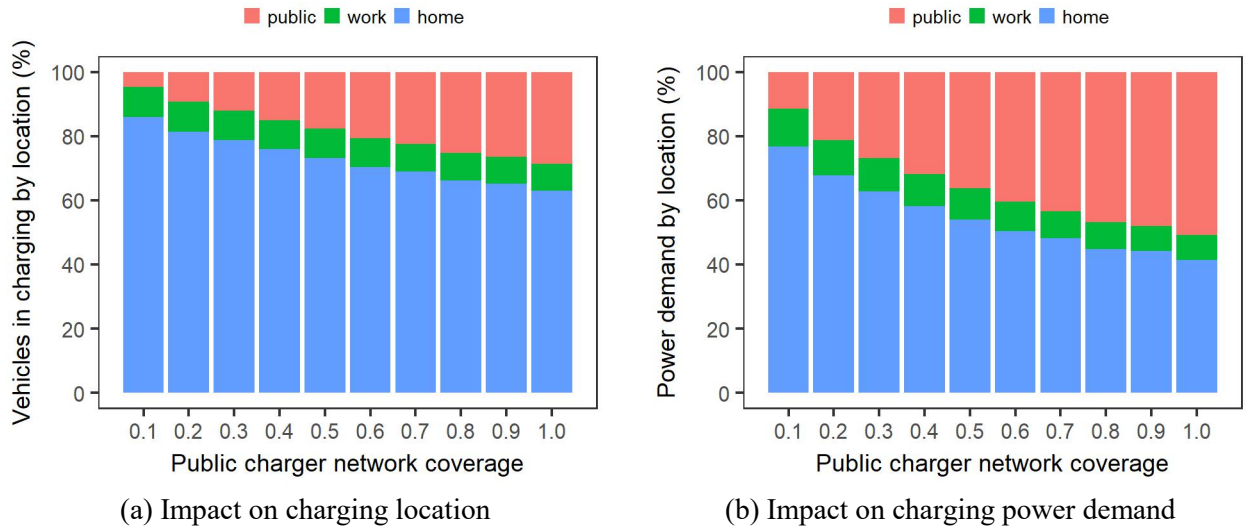 public work home
Vehicles in charging by location (%)
100
80
60
40
20
0
0.1 0.2 0.3 0.4 0.5 0.6 0.7 0.8 0.9 1.0
Public charger network coverage
(a) Impact on charging location
public work home
Power demand by location (%)
100
80
60
40
20
0
0.1 0.2 0.3 0.4 0.5 0.6 0.7 0.8 0.9 1.0
Public charger network coverage
(b) Impact on charging power demand